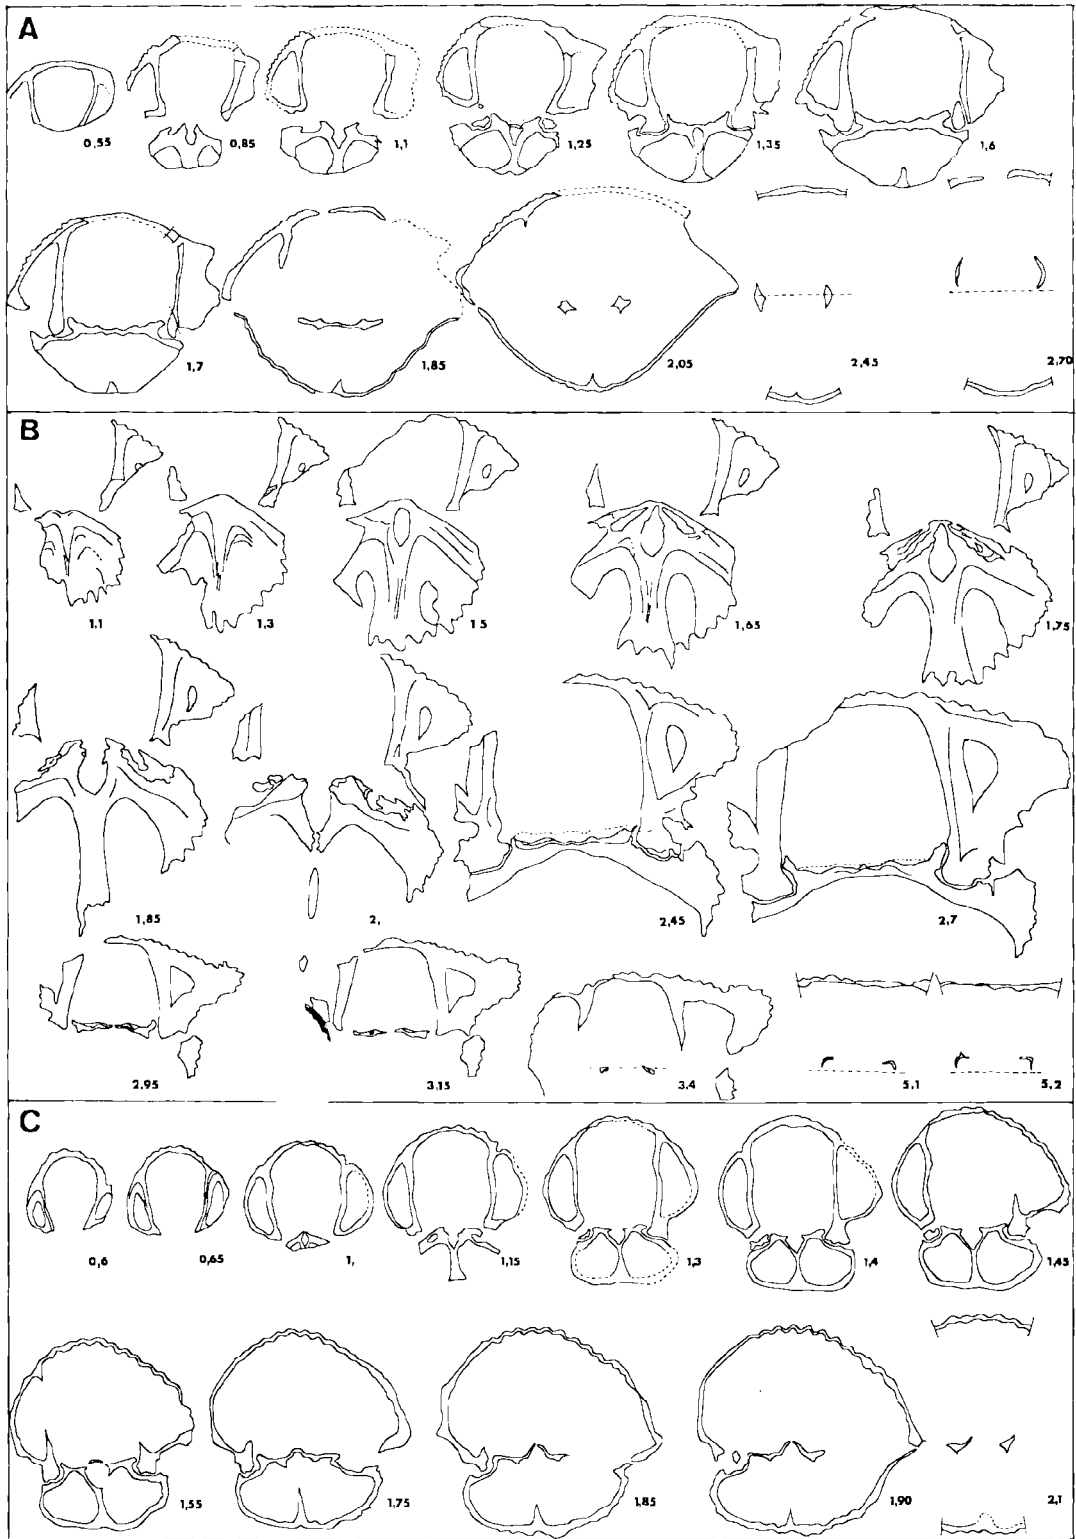 A
0,55 0,85 1,1 1,25 1,35 1,6
1,7 1,85 2,05 2,45 2,70
B
1,1 1,3 1 5 1,65 1,75
1,85 2, 2,45 2,7
2,95 3,15 3,4 5,1 5,2
C
0,6 0,65 1, 1,15 1,3 1,4 1,45
1,55 1,75 1,85 1,90 2,1